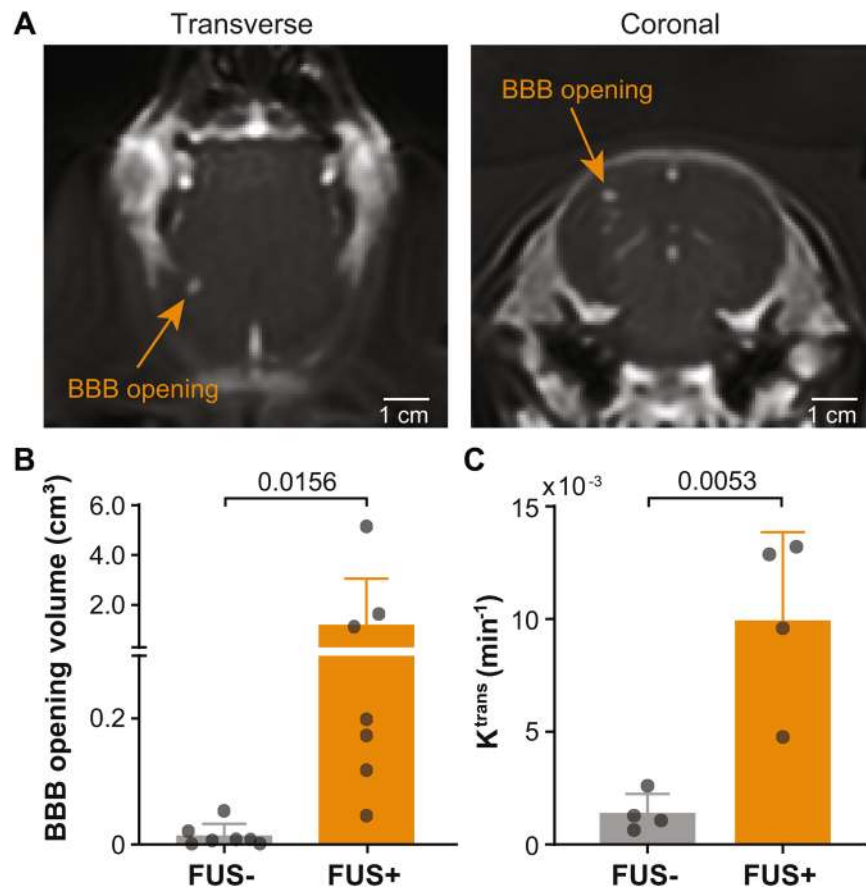 A
Transverse
Coronal
BBB opening
BBB opening
1 cm
1 cm
B
BBB opening volume (cm³)
6.0
4.0
2.0
0.2
0
0.0156
FUS-
FUS+
C
x10⁻³
Kᵗʳᵃⁿˢ (min⁻¹)
15
10
5
0
0.0053
FUS-
FUS+